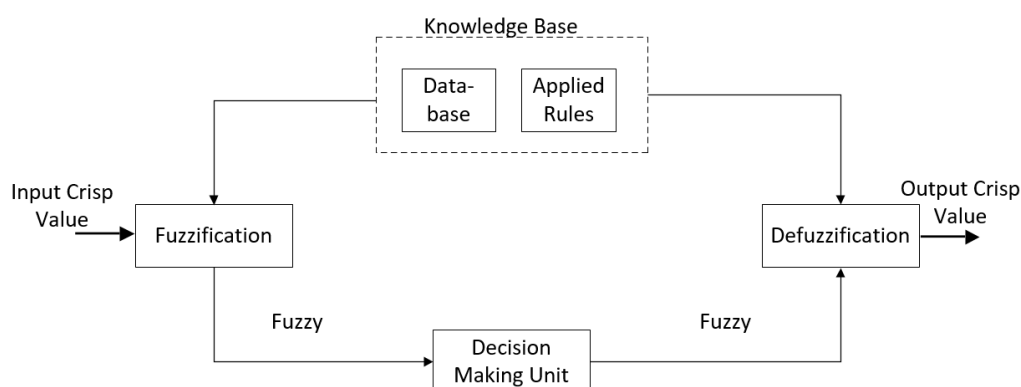 Knowledge Base
Data-
base
Applied
Rules
Input Crisp
Value
Output Crisp
Value
Fuzzification
Defuzzification
Fuzzy
Fuzzy
Decision
Making Unit